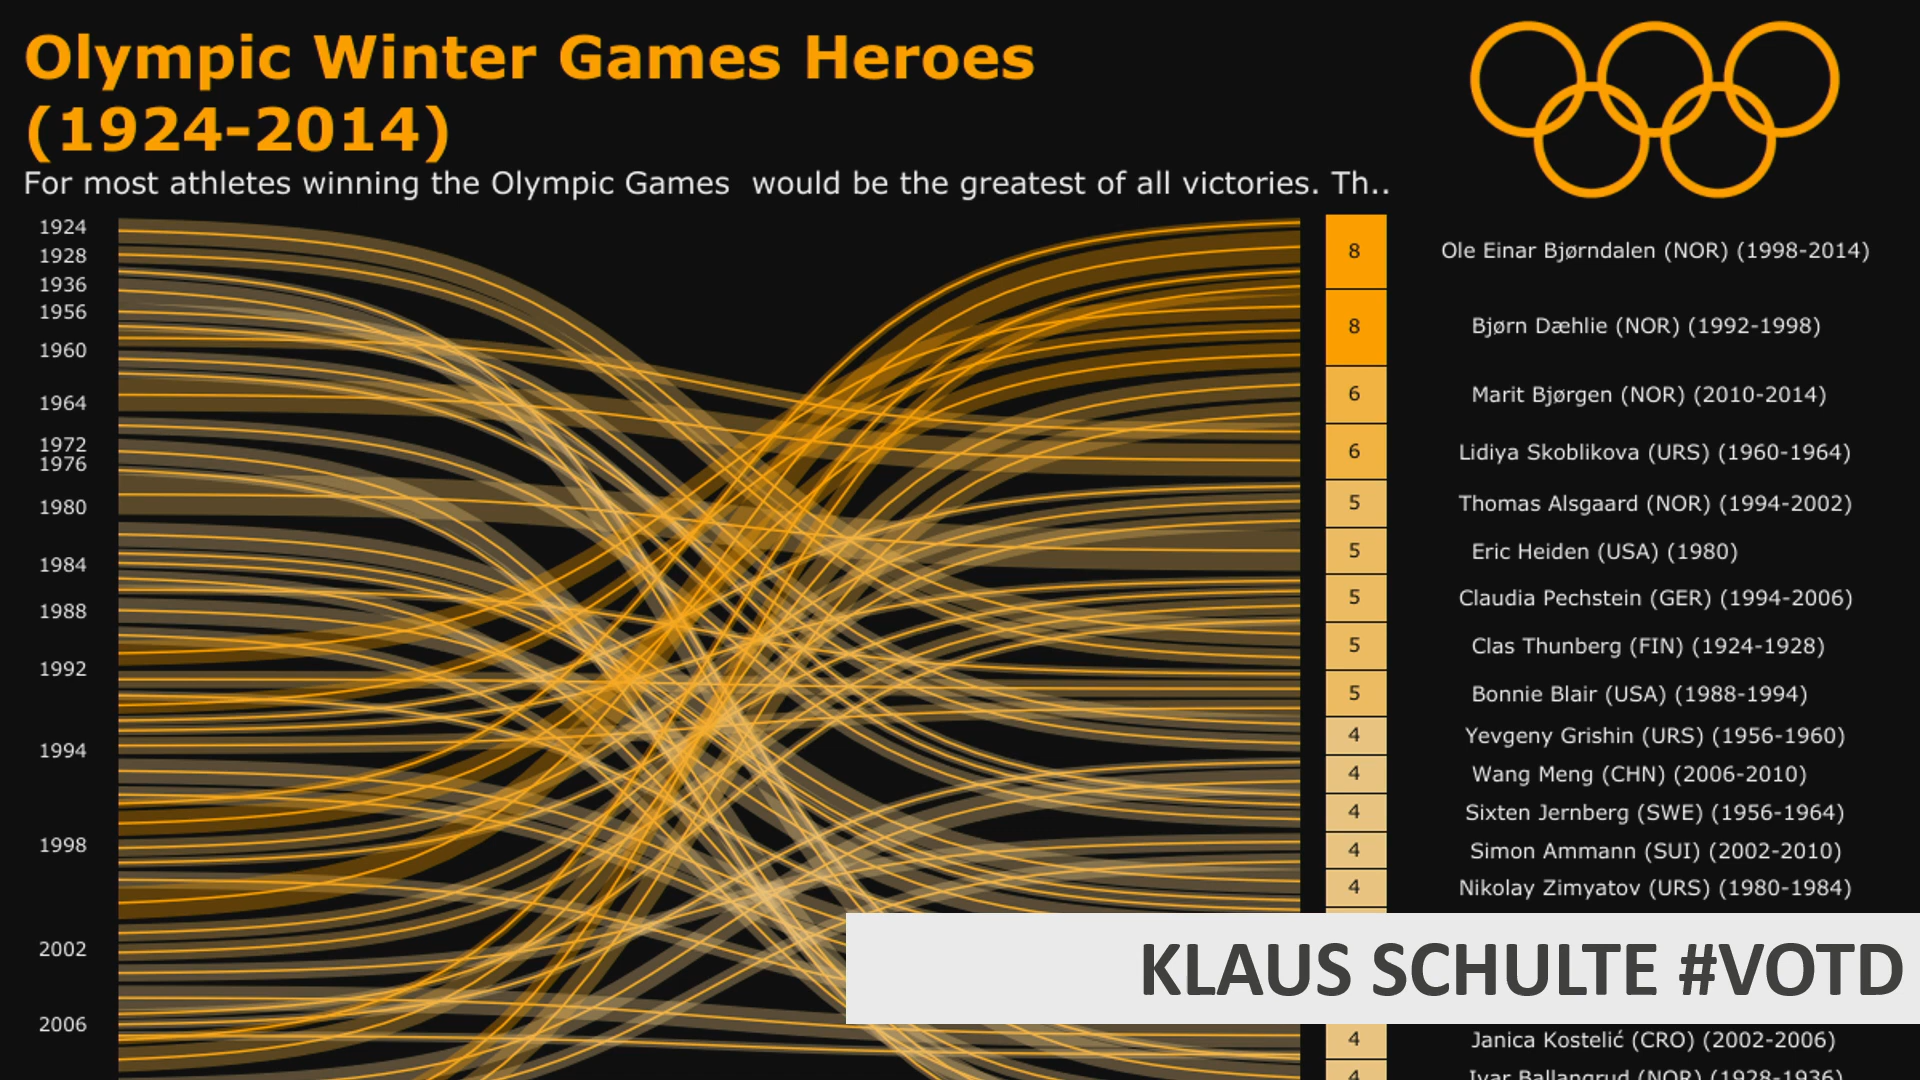 Olympic Winter Games Heroes
(1924-2014)
For most athletes winning the Olympic Games  would be the greatest of all victories. Th..
1924
1928
1936
1956
1960
1964
1972
1976
1980
1984
1988
1992
1994
1998
2002
2006
8 Ole Einar Bjørndalen (NOR) (1998-2014)
8 Bjørn Dæhlie (NOR) (1992-1998)
6 Marit Bjørgen (NOR) (2010-2014)
6 Lidiya Skoblikova (URS) (1960-1964)
5 Thomas Alsgaard (NOR) (1994-2002)
5 Eric Heiden (USA) (1980)
5 Claudia Pechstein (GER) (1994-2006)
5 Clas Thunberg (FIN) (1924-1928)
5 Bonnie Blair (USA) (1988-1994)
4 Yevgeny Grishin (URS) (1956-1960)
4 Wang Meng (CHN) (2006-2010)
4 Sixten Jernberg (SWE) (1956-1964)
4 Simon Ammann (SUI) (2002-2010)
4 Nikolay Zimyatov (URS) (1980-1984)
KLAUS SCHULTE #VOTD
4 Janica Kostelić (CRO) (2002-2006)
4 Ivar Ballangrud (NOR) (1928-1936)